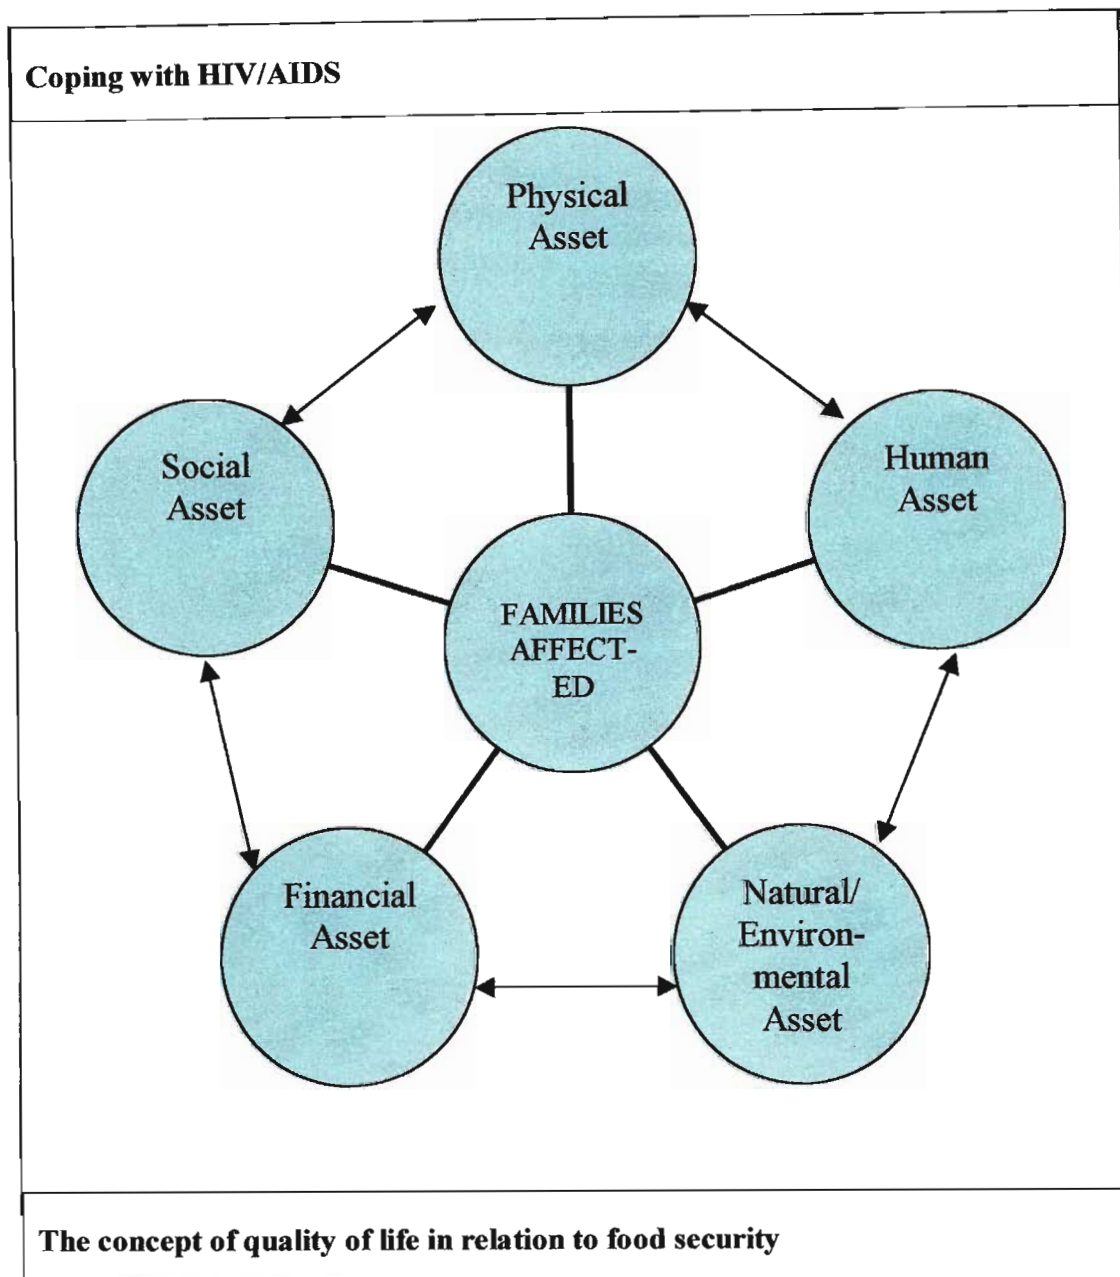 Coping with HIV/AIDS
Physical
Asset
Social
Asset
Human
Asset
FAMILIES
AFFECT-
ED
Financial
Asset
Natural/
Environ-
mental
Asset
The concept of quality of life in relation to food security